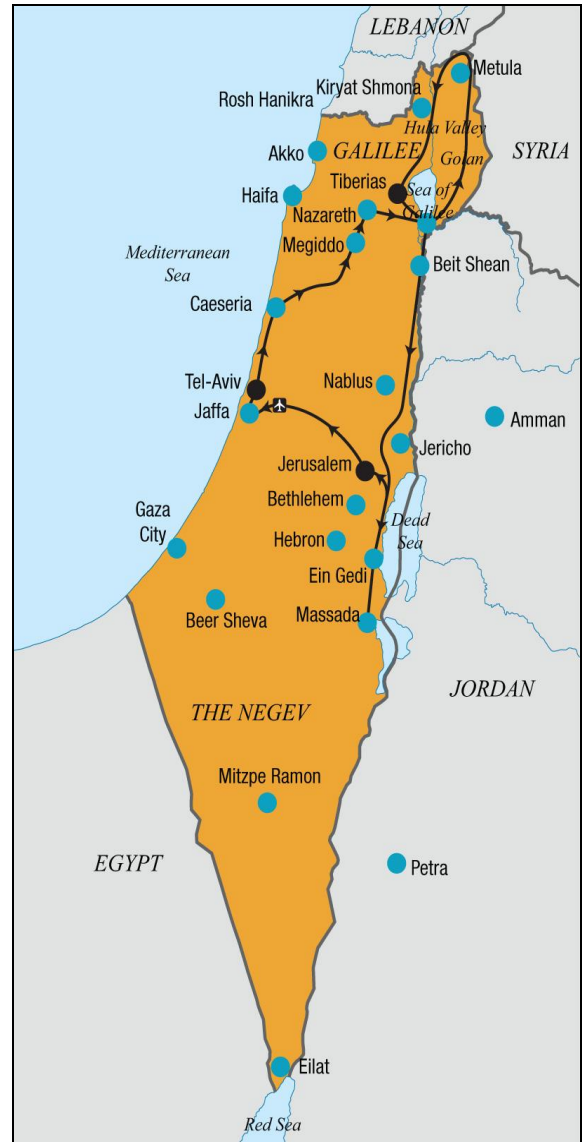 LEBANON
Metula
Kiryat Shmona
Rosh Hanikra
Hula Valley
Akko
GALILEE
Golan
SYRIA
Tiberias
Sea of
Galilee
Haifa
Nazareth
Megiddo
Mediterranean
Sea
Beit Shean
Caeseria
Tel-Aviv
Nablus
Jaffa
Amman
Jericho
Jerusalem
Bethlehem
Gaza
City
Dead
Sea
Hebron
Ein Gedi
Beer Sheva
Massada
JORDAN
THE NEGEV
Mitzpe Ramon
EGYPT
Petra
Eilat
Red Sea